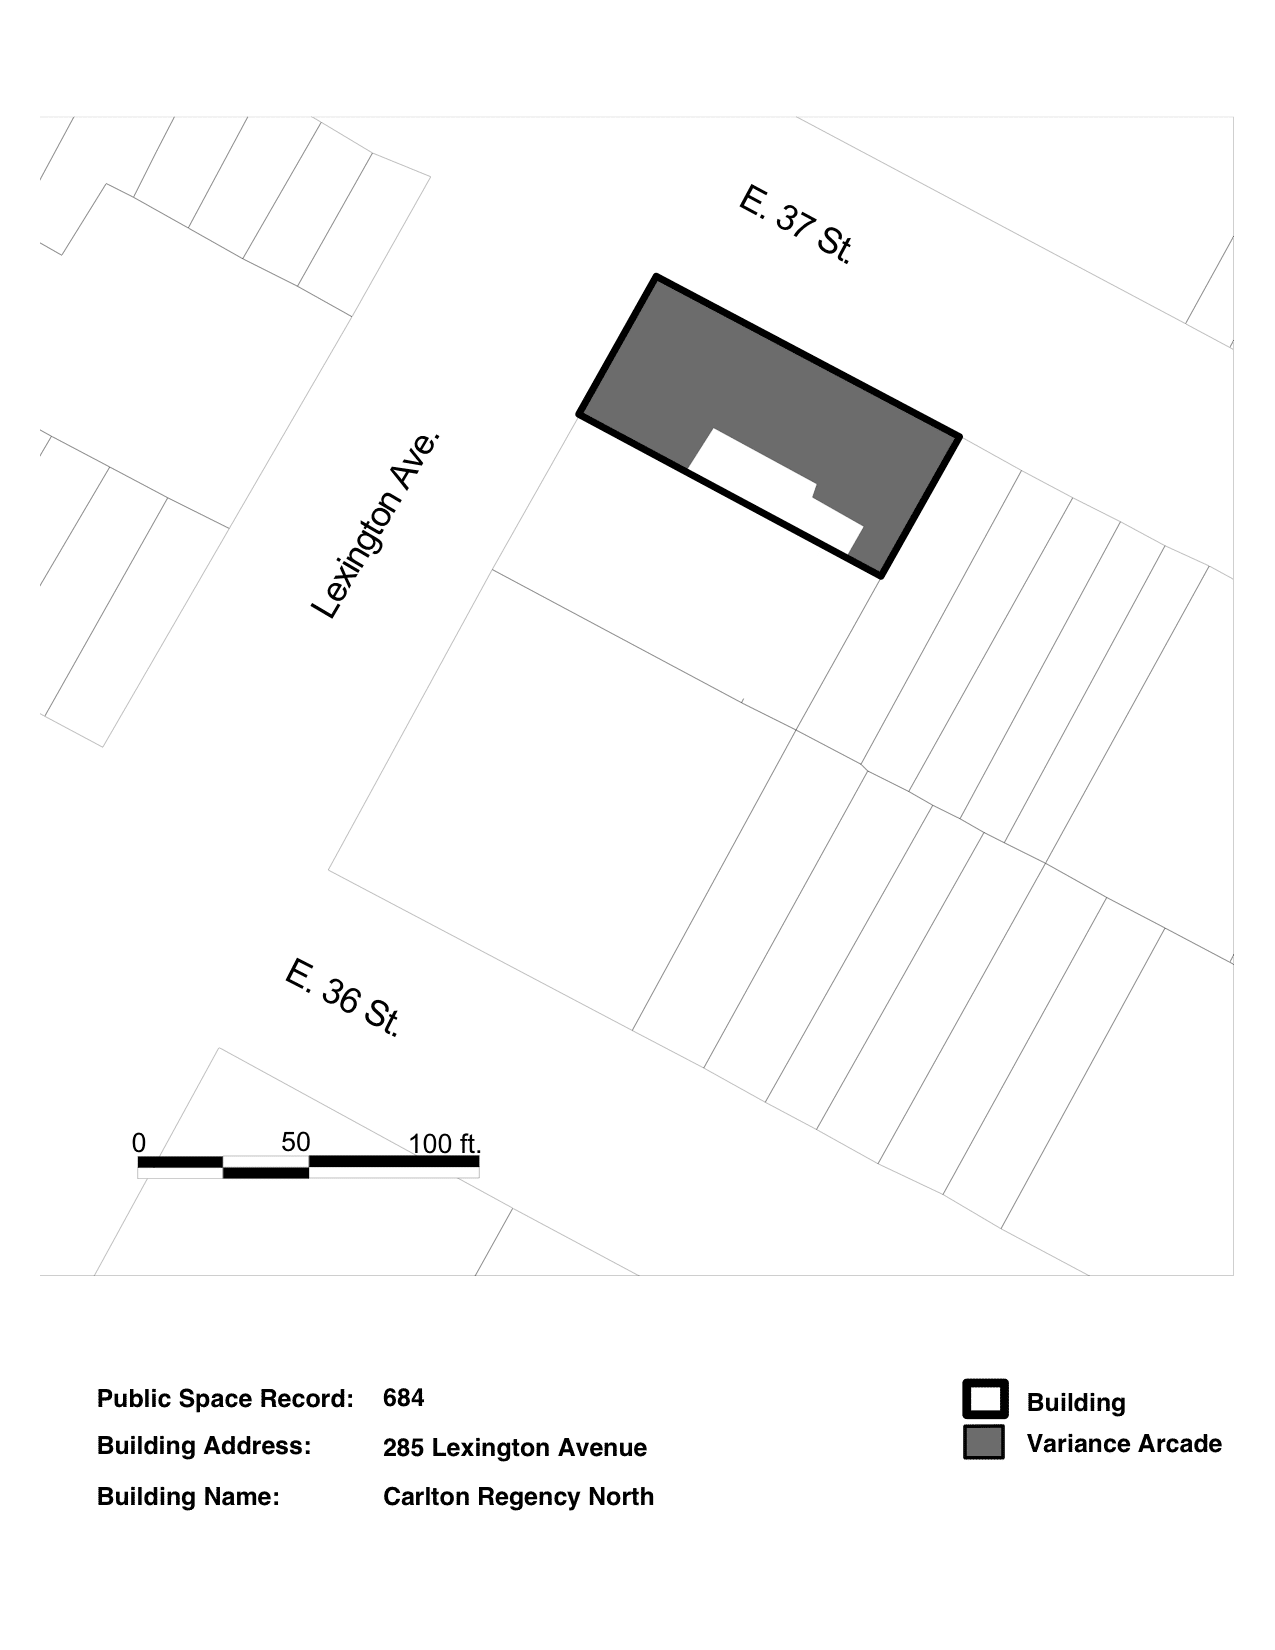 E. 37 St.
Lexington Ave.
E. 36 St.
0 50 100 ft.
Public Space Record: 684
Building Address: 285 Lexington Avenue
Building Name: Carlton Regency North
Building
Variance Arcade